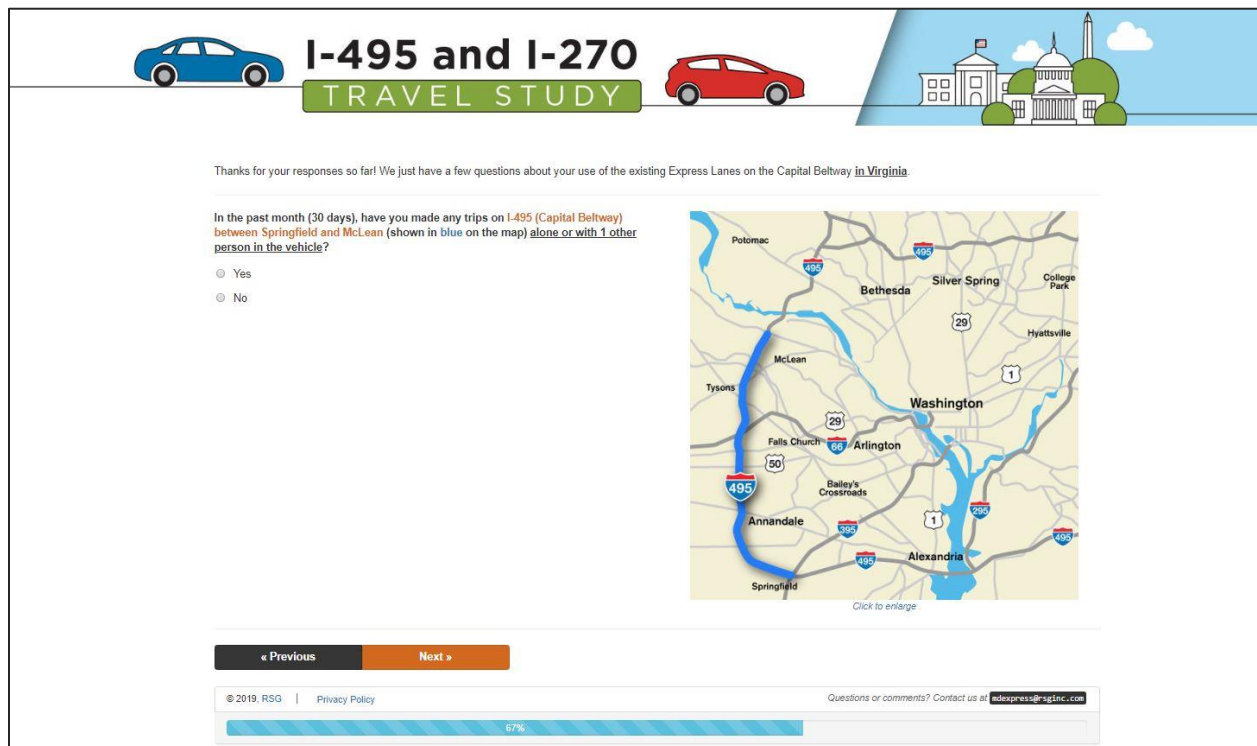 I-495 and I-270
TRAVEL STUDY
Thanks for your responses so far! We just have a few questions about your use of the existing Express Lanes on the Capital Beltway in Virginia.
In the past month (30 days), have you made any trips on I-495 (Capital Beltway)
between Springfield and McLean (shown in blue on the map) alone or with 1 other
person in the vehicle?
Yes
No
Potomac
495
495
Bethesda
Silver Spring
College
Park
29
Hyattsville
McLean
1
Tysons
Washington
29
Falls Church
66
Arlington
50
495
Bailey's
Crossroads
Annandale
395
1
295
495
Alexandria
495
Springfield
Click to enlarge
« Previous
Next »
© 2019, RSG | Privacy Policy
Questions or comments? Contact us at mdexpress@rsginc.com
67%